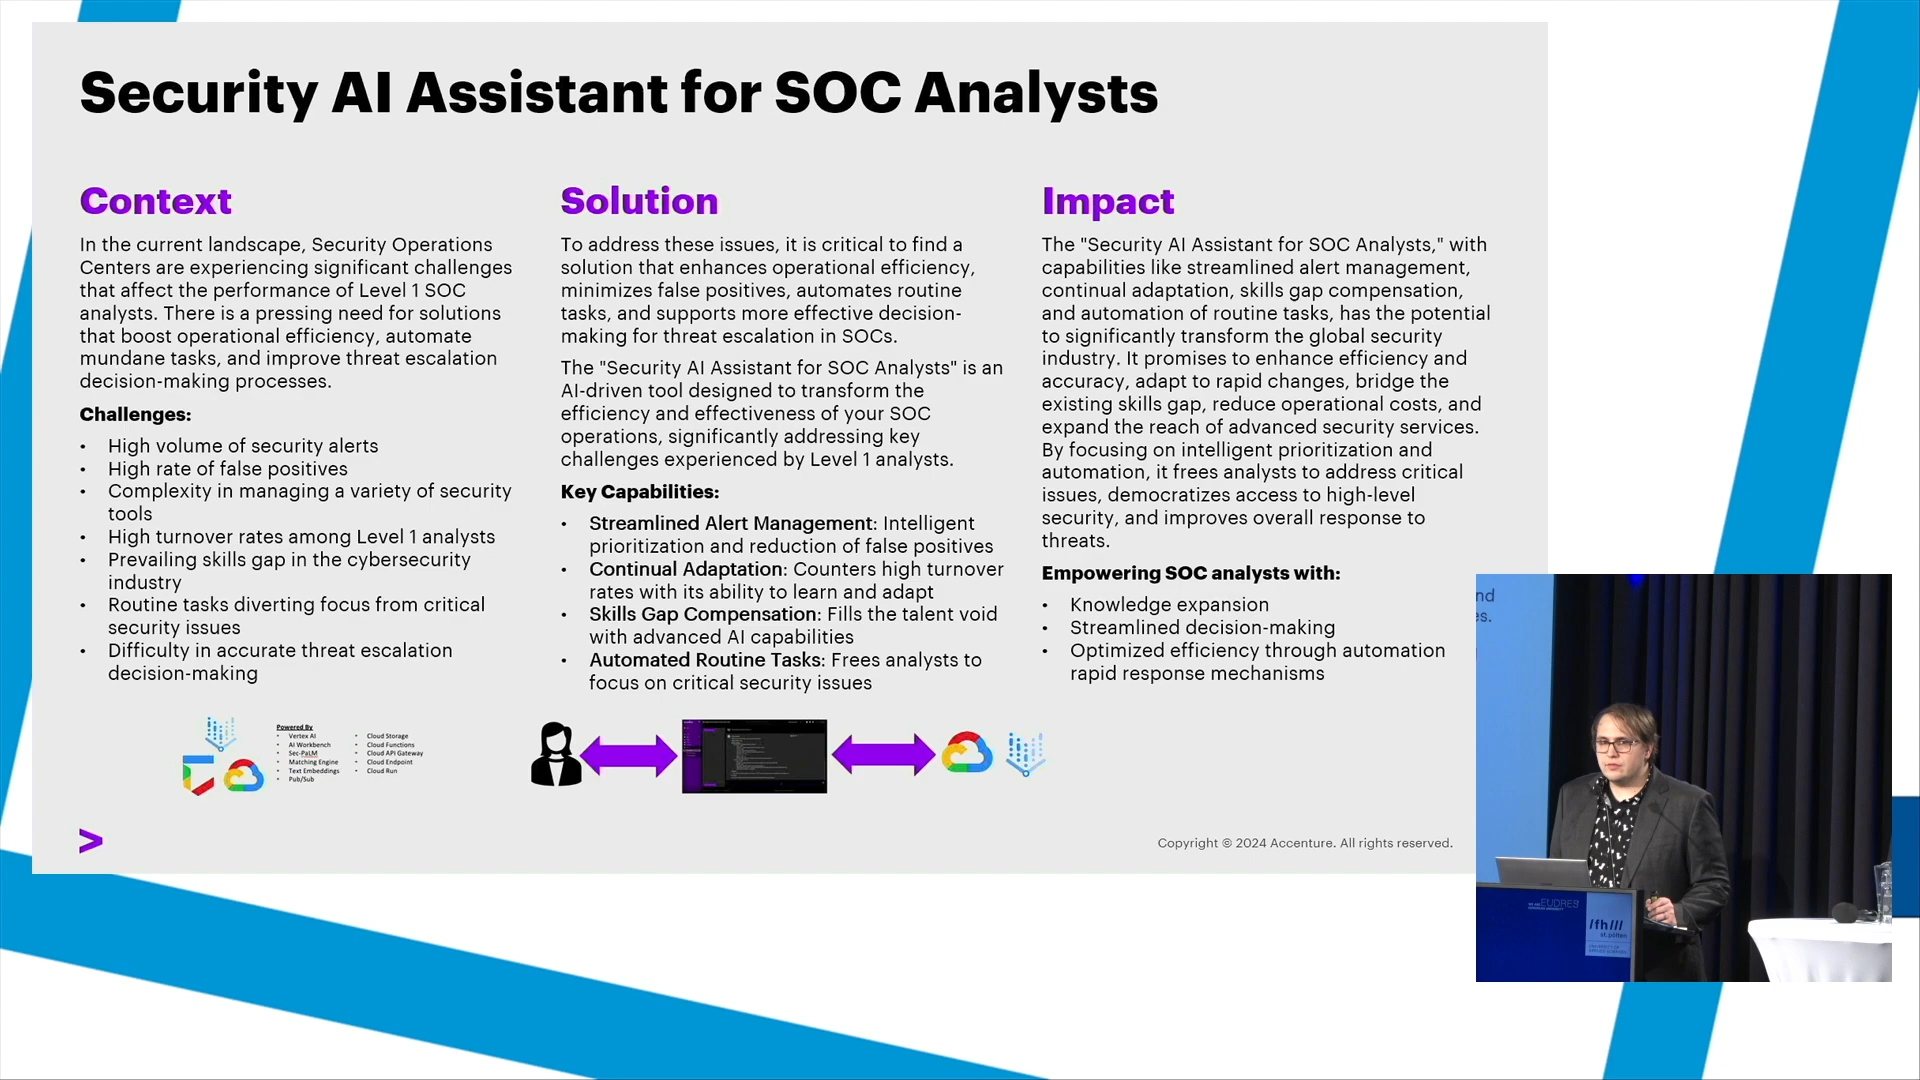 Security AI Assistant for SOC Analysts
Context
In the current landscape, Security Operations
Centers are experiencing significant challenges
that affect the performance of Level 1 SOC
analysts. There is a pressing need for solutions
that boost operational efficiency, automate
mundane tasks, and improve threat escalation
decision-making processes.
Challenges:
• High volume of security alerts
• High rate of false positives
• Complexity in managing a variety of security
tools
• High turnover rates among Level 1 analysts
• Prevailing skills gap in the cybersecurity
industry
• Routine tasks diverting focus from critical
security issues
• Difficulty in accurate threat escalation
decision-making
Solution
To address these issues, it is critical to find a
solution that enhances operational efficiency,
minimizes false positives, automates routine
tasks, and supports more effective decision-
making for threat escalation in SOCs.
The "Security AI Assistant for SOC Analysts" is an
AI-driven tool designed to transform the
efficiency and effectiveness of your SOC
operations, significantly addressing key
challenges experienced by Level 1 analysts.
Key Capabilities:
• Streamlined Alert Management: Intelligent
prioritization and reduction of false positives
• Continual Adaptation: Counters high turnover
rates with its ability to learn and adapt
• Skills Gap Compensation: Fills the talent void
with advanced AI capabilities
• Automated Routine Tasks: Frees analysts to
focus on critical security issues
Impact
The "Security AI Assistant for SOC Analysts," with
capabilities like streamlined alert management,
continual adaptation, skills gap compensation,
and automation of routine tasks, has the potential
to significantly transform the global security
industry. It promises to enhance efficiency and
accuracy, adapt to rapid changes, bridge the
existing skills gap, reduce operational costs, and
expand the reach of advanced security services.
By focusing on intelligent prioritization and
automation, it frees analysts to address critical
issues, democratizes access to high-level
security, and improves overall response to
threats.
Empowering SOC analysts with:
• Knowledge expansion
• Streamlined decision-making
• Optimized efficiency through automation
rapid response mechanisms
Powered By
• Vertex AI
• AI Workbench
• Sec-PaLM
• Matching Engine
• Text Embeddings
• Pub/Sub
• Cloud Storage
• Cloud Functions
• Cloud API Gateway
• Cloud Endpoint
• Cloud Run
>
Copyright © 2024 Accenture. All rights reserved.
nd
es.
EUDRES
/fh///
st.pölten